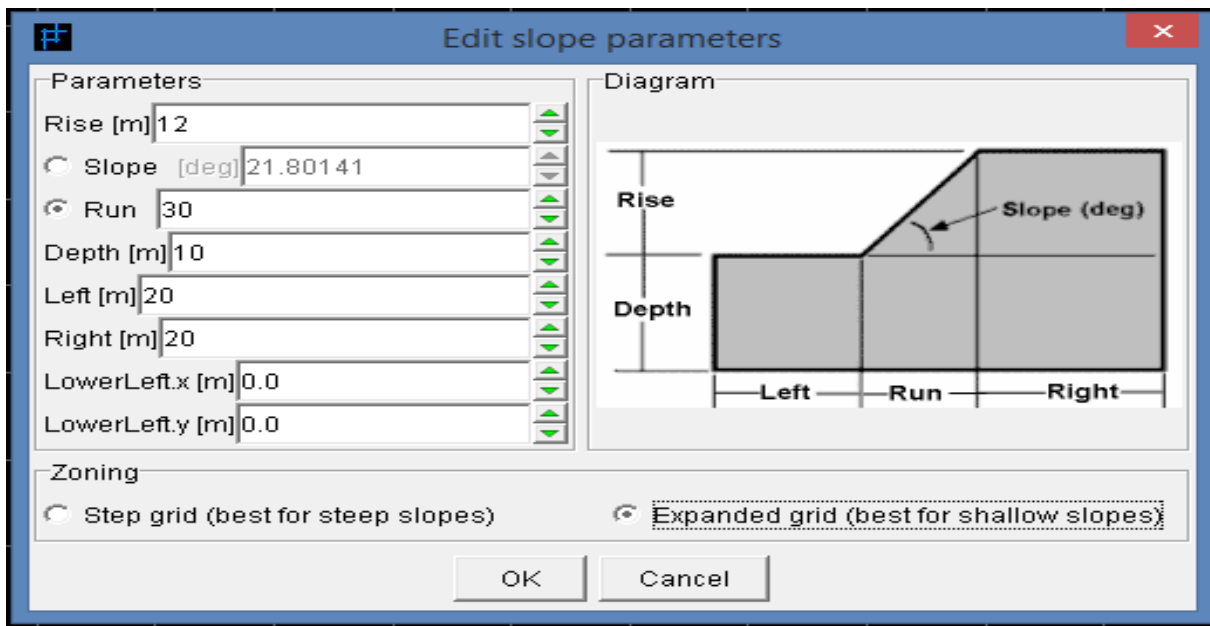 Edit slope parameters
Parameters
Rise [m] 12
Slope [deg] 21.80141
Run 30
Depth [m] 10
Left [m] 20
Right [m] 20
LowerLeft.x [m] 0.0
LowerLeft.y [m] 0.0
Diagram
Rise
Slope (deg)
Depth
Left
Run
Right
Zoning
Step grid (best for steep slopes)
Expanded grid (best for shallow slopes)
OK
Cancel